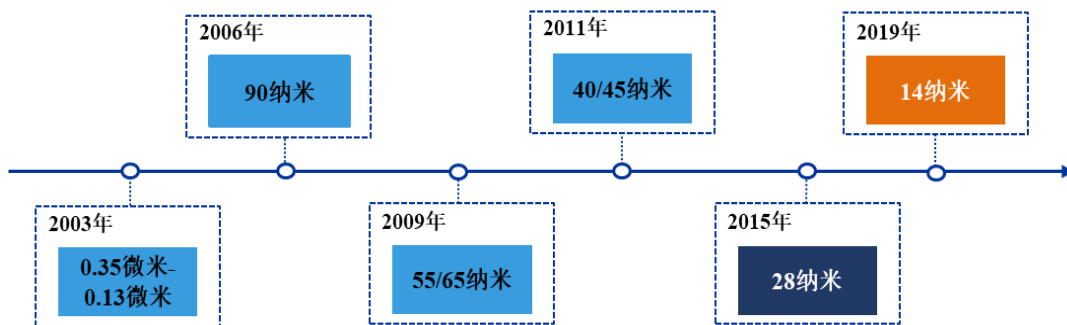 2006年
90纳米
2011年
40/45纳米
2019年
14纳米
2003年
0.35微米-
0.13微米
2009年
55/65纳米
2015年
28纳米